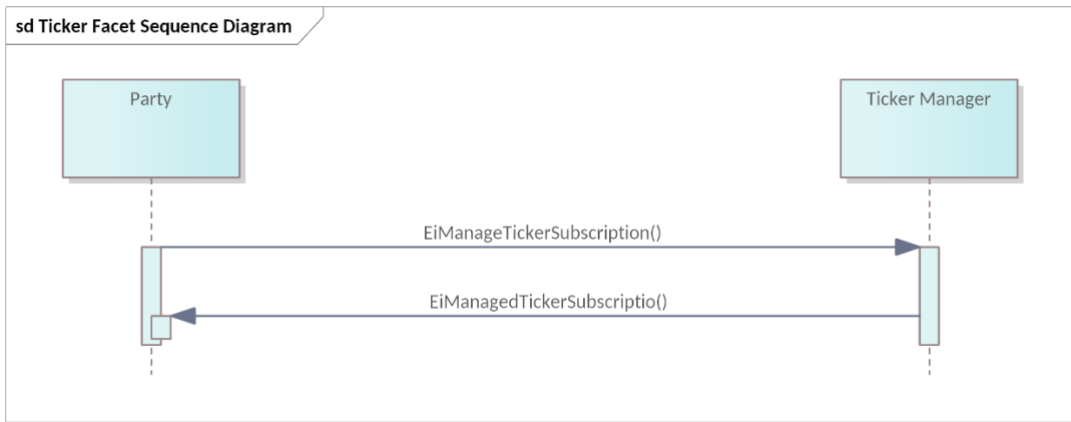 sd Ticker Facet Sequence Diagram
Party
Ticker Manager
EiManageTickerSubscription()
EiManagedTickerSubscriptio()